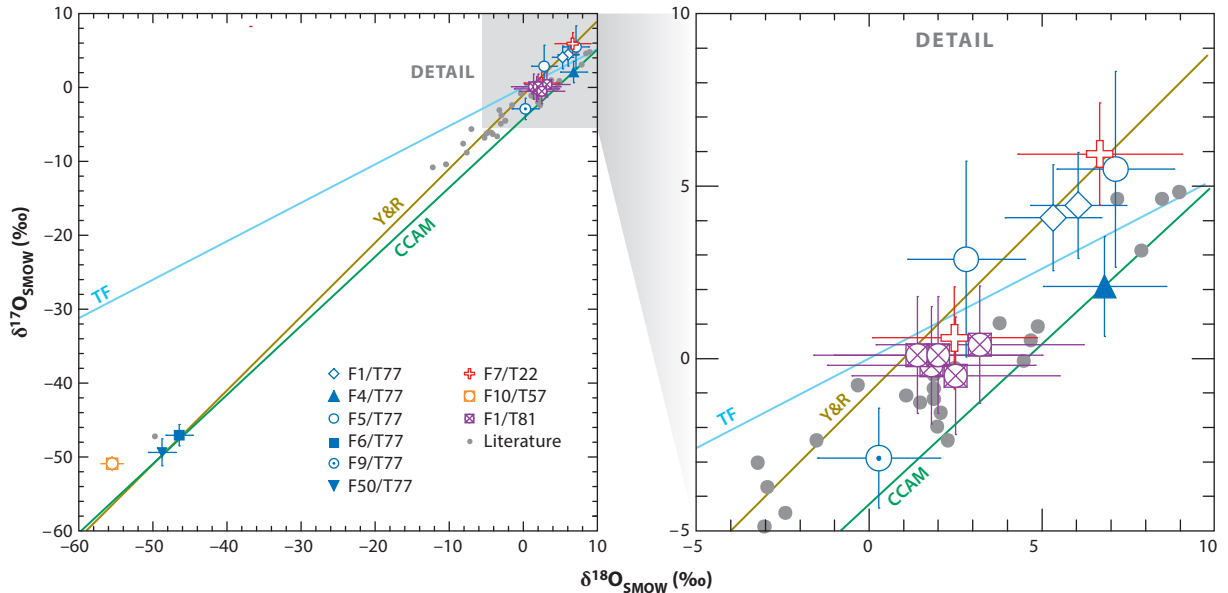 DETAIL
TF
Y&R
CCAM
10
0
−10
−20
−30
−40
−50
−60
δ¹⁷O_SMOW (‰)
F1/T77
F4/T77
F5/T77
F6/T77
F9/T77
F50/T77
F7/T22
F10/T57
F1/T81
Literature
−60
−50
−40
−30
−20
−10
0
10
DETAIL
10
5
0
−5
TF
Y&R
CCAM
−5
0
5
10
δ¹⁸O_SMOW (‰)